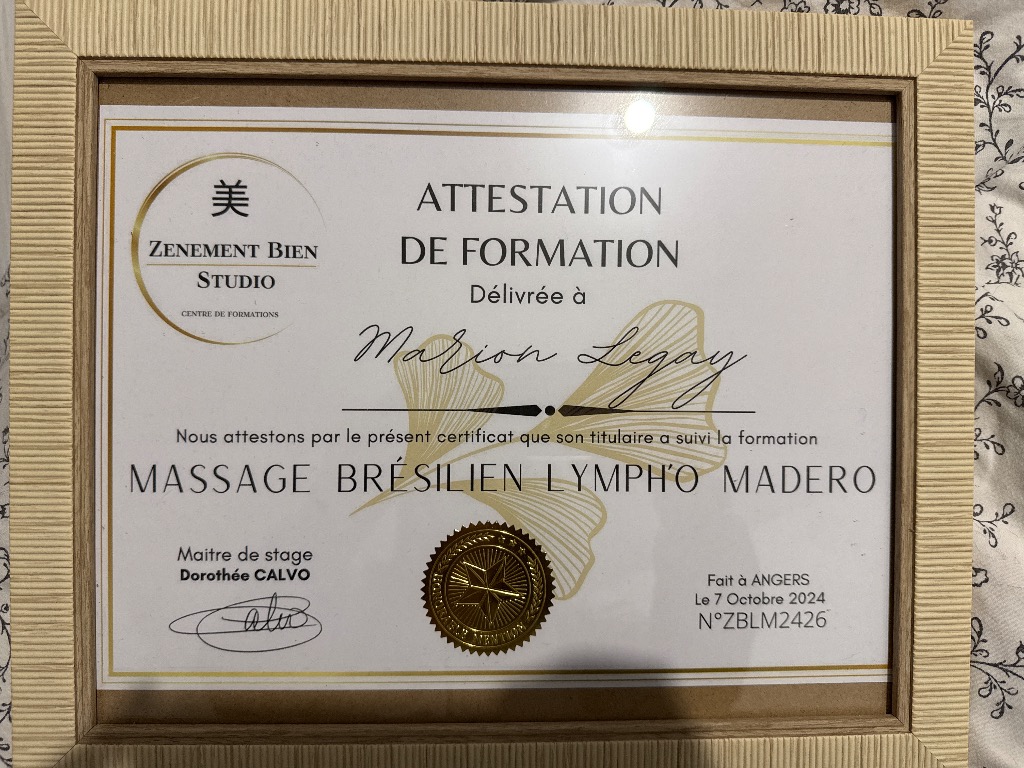 美
ZENEMENT BIEN
STUDIO
CENTRE DE FORMATIONS
ATTESTATION
DE FORMATION
Délivrée à
Marion Legay
Nous attestons par le présent certificat que son titulaire a suivi la formation
MASSAGE BRÉSILIEN LYMPH'O MADERO
Maitre de stage
Dorothée CALVO
Fait à ANGERS
Le 7 Octobre 2024
N°ZBLM2426